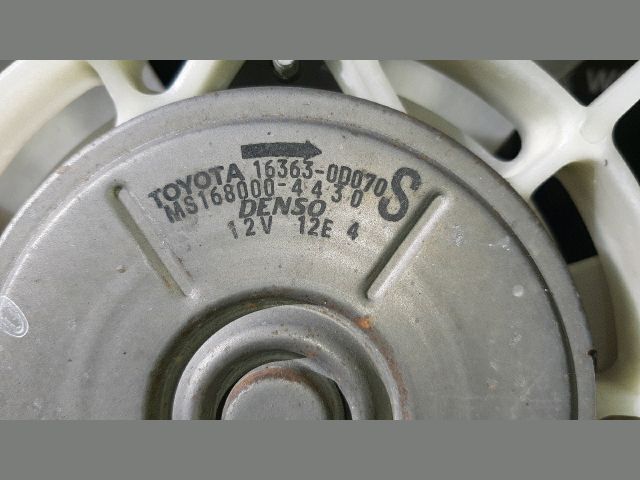 TOYOTA 16363-0D070 S
MS168000-4430
DENSO
12V 12E 4